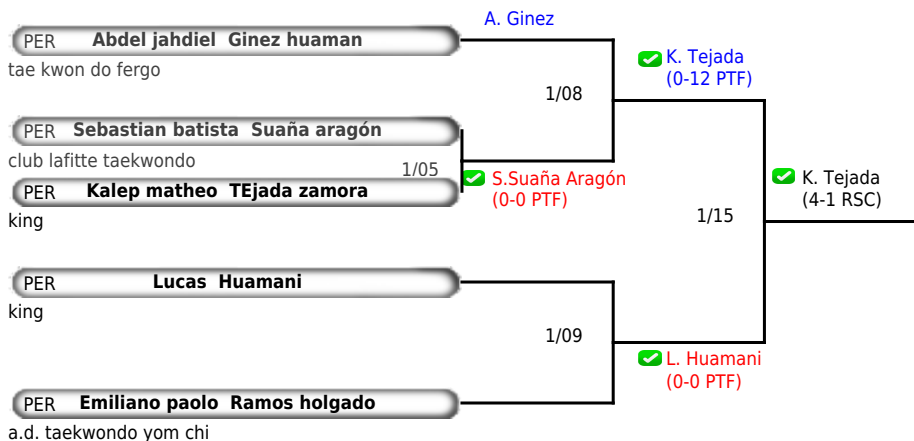 A. Ginez
PER Abdel jahdiel Ginez huaman
tae kwon do fergo
K. Tejada
(0-12 PTF)
1/08
PER Sebastian batista Suaña aragón
club lafitte taekwondo
1/05
S.Suaña Aragón
(0-0 PTF)
PER Kalep matheo TEjada zamora
king
K. Tejada
(4-1 RSC)
1/15
PER Lucas Huamani
king
1/09
L. Huamani
(0-0 PTF)
PER Emiliano paolo Ramos holgado
a.d. taekwondo yom chi